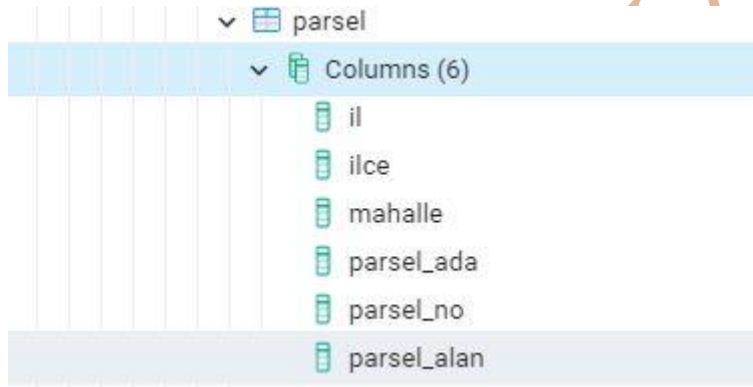 parsel
Columns (6)
il
ilce
mahalle
parsel_ada
parsel_no
parsel_alan